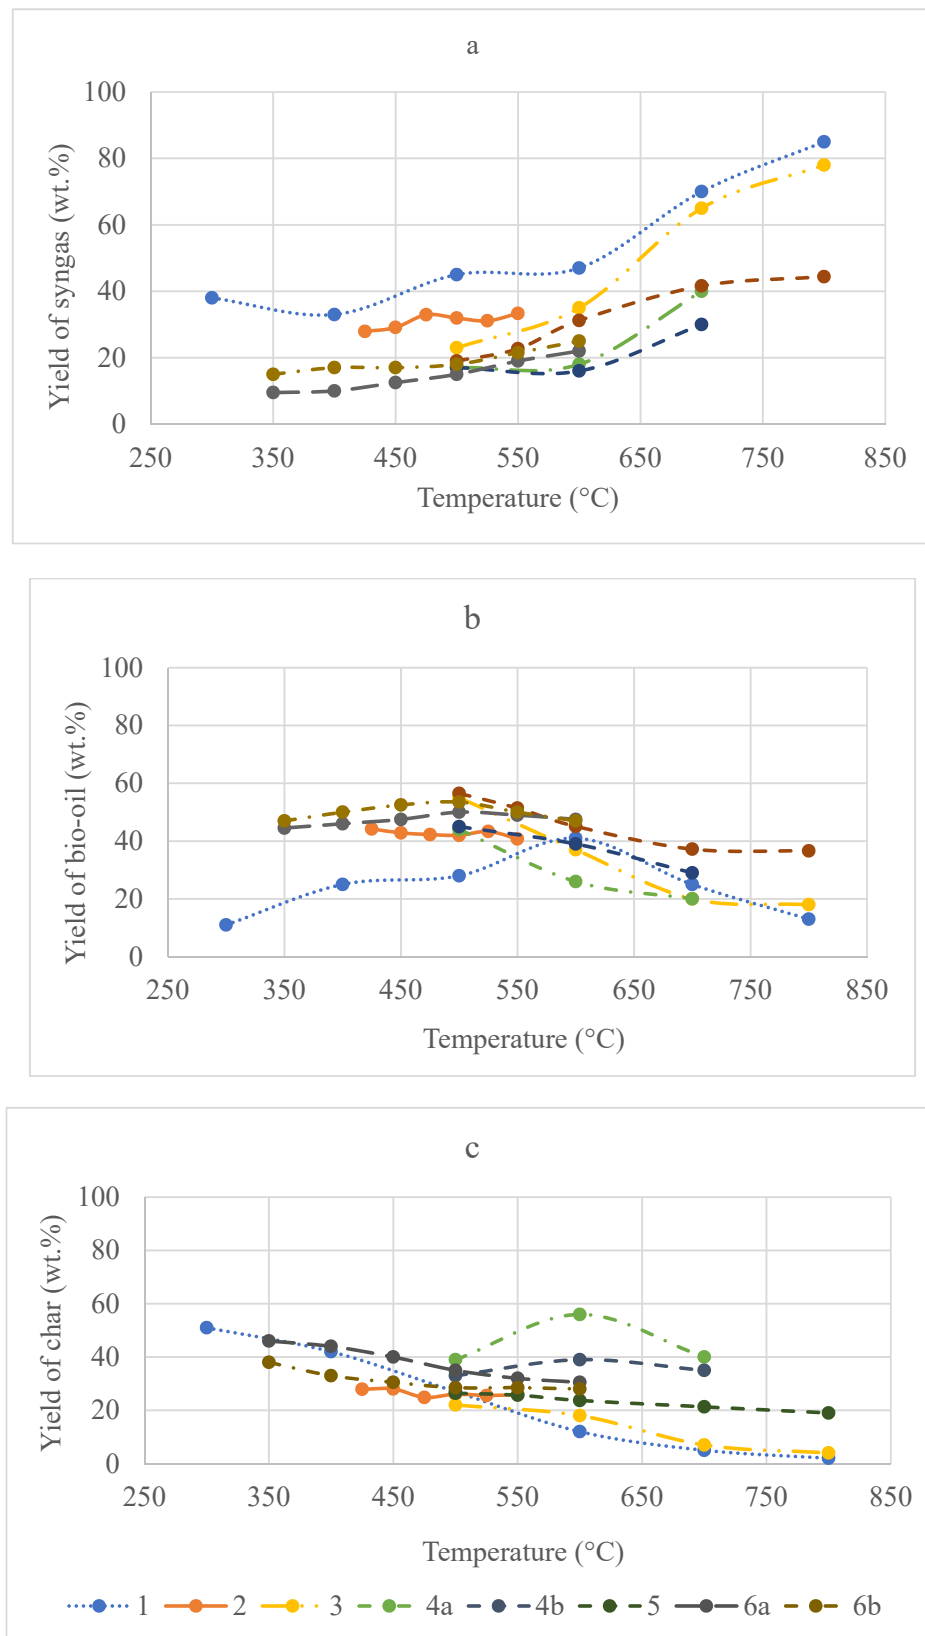 a
100
80
60
40
20
0
Yield of syngas (wt.%)
250 350 450 550 650 750 850
Temperature (°C)
b
100
80
60
40
20
0
Yield of bio-oil (wt.%)
250 350 450 550 650 750 850
Temperature (°C)
c
100
80
60
40
20
0
Yield of char (wt.%)
250 350 450 550 650 750 850
Temperature (°C)
1 2 3 4a 4b 5 6a 6b